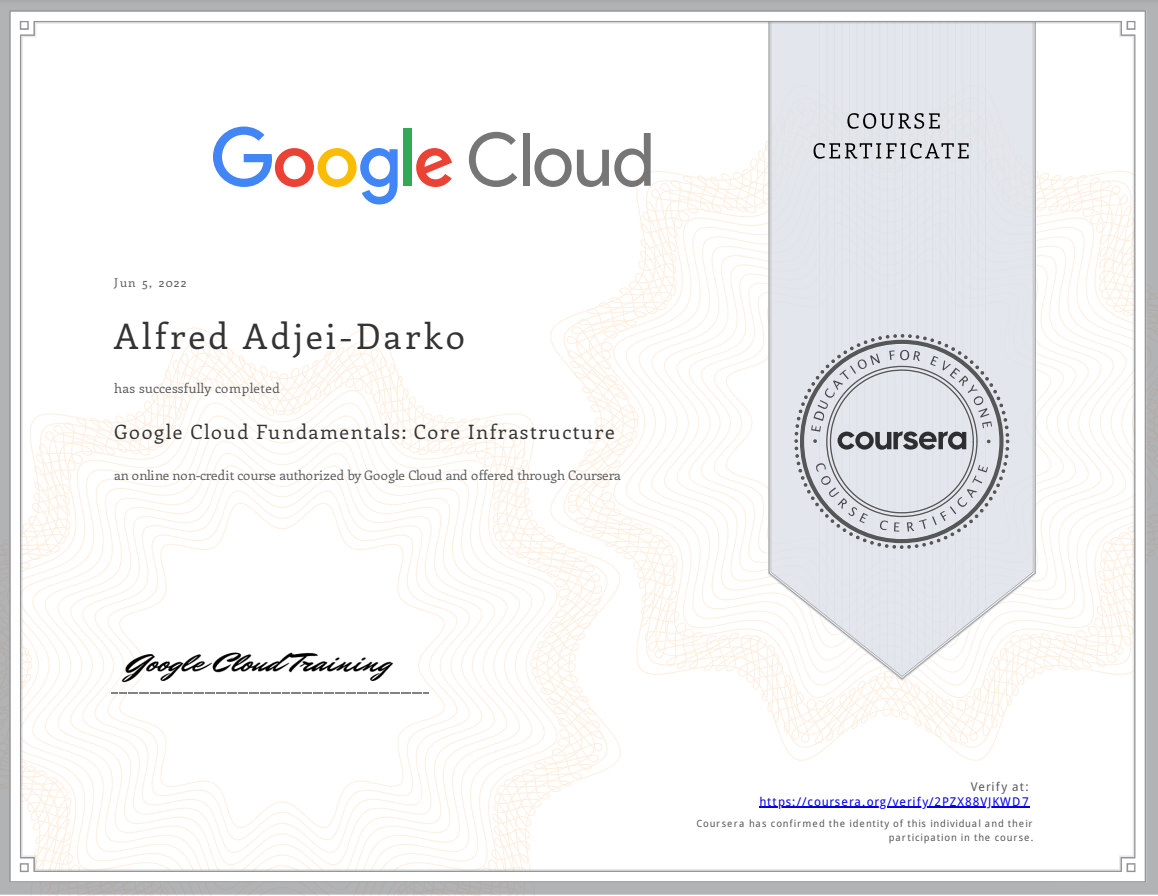 Google Cloud
COURSE
CERTIFICATE
Jun 5, 2022
Alfred Adjei-Darko
has successfully completed
Google Cloud Fundamentals: Core Infrastructure
an online non-credit course authorized by Google Cloud and offered through Coursera
EDUCATION FOR EVERYONE
coursera
COURSE CERTIFICATE
Google Cloud Training
Verify at:
https://coursera.org/verify/2PZX88VJKWD7
Coursera has confirmed the identity of this individual and their
participation in the course.